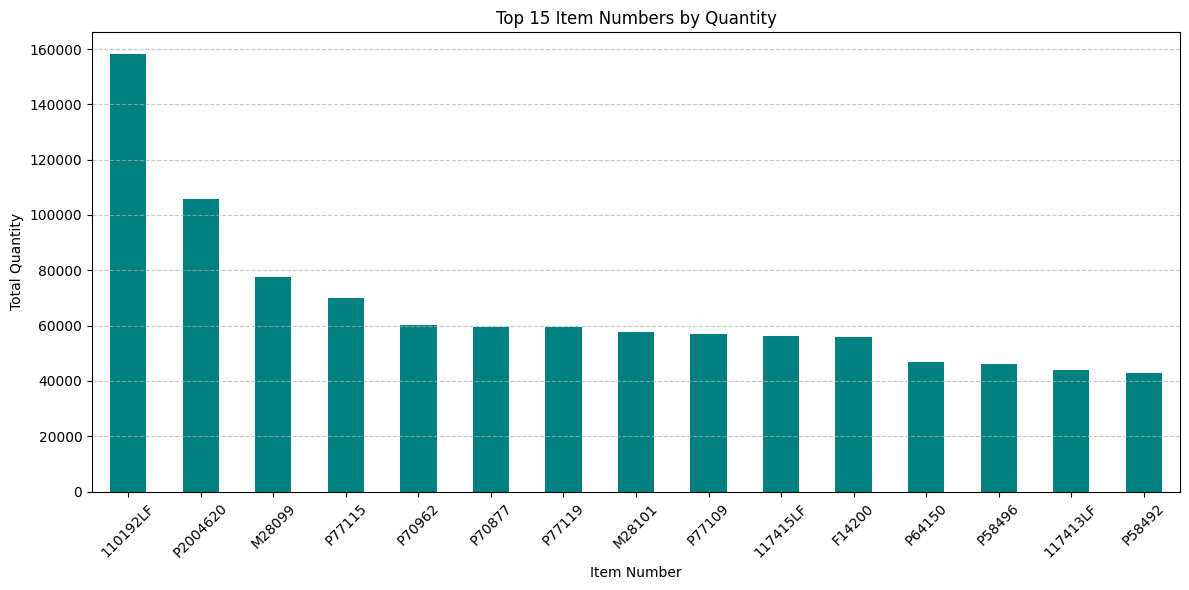 Top 15 Item Numbers by Quantity
Total Quantity
160000
140000
120000
100000
80000
60000
40000
20000
0
110192LF
P2004620
M28099
P77115
P70962
P70877
P77119
M28101
P77109
117415LF
F14200
P64150
P58496
117413LF
P58492
Item Number